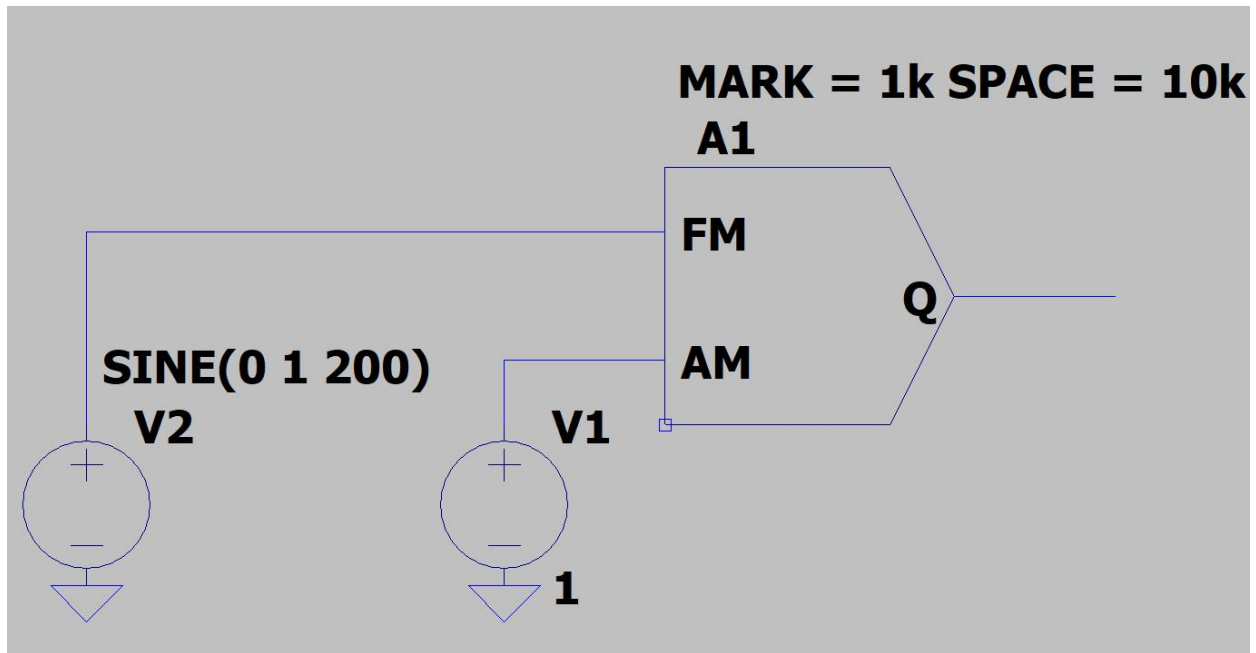 MARK = 1k SPACE = 10k
A1
FM
Q
AM
SINE(0 1 200)
V2
V1
1